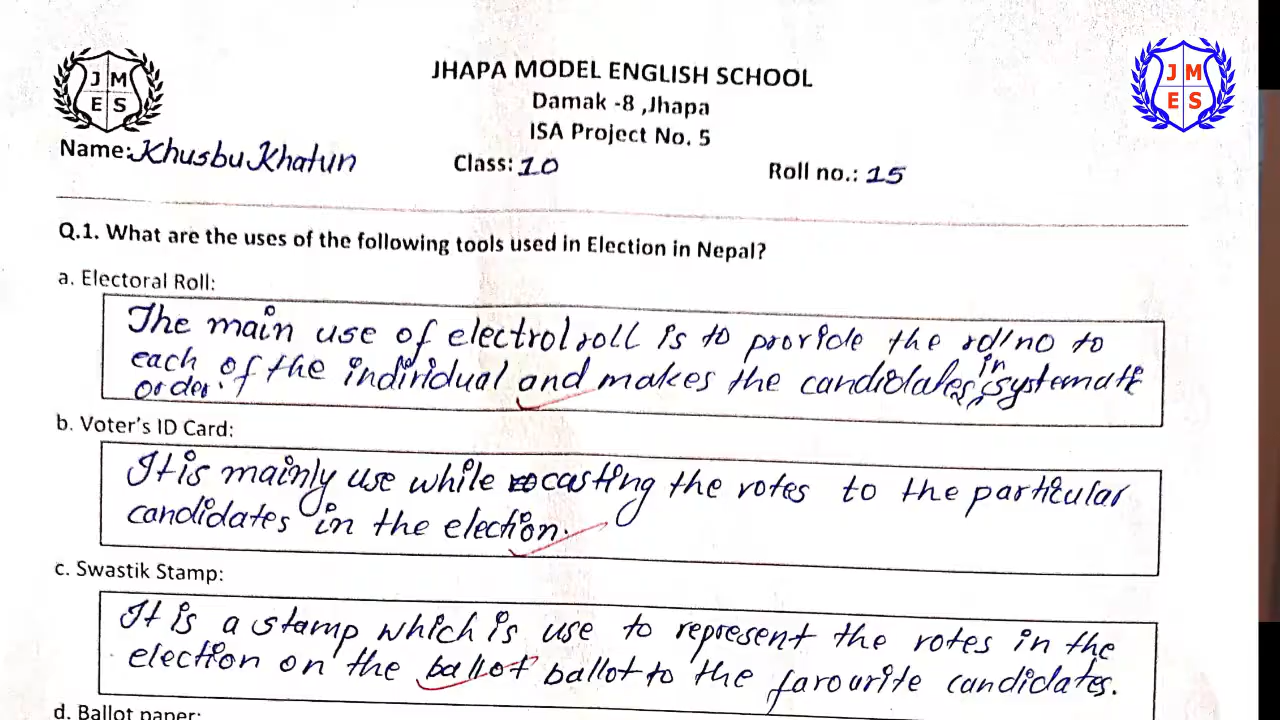 J M
E S
JHAPA MODEL ENGLISH SCHOOL
J M
E S
Damak -8 ,Jhapa
ISA Project No. 5
Name: Khusbu Khatun Class: 10 Roll no.: 15
Q.1. What are the uses of the following tools used in Election in Nepal?
a. Electoral Roll:
The main use of electrol roll is to provide the roll no to
each of the individual and makes the candidates in systematic
order.
b. Voter's ID Card:
It is mainly use while casting the votes to the particular
candidates in the election.
c. Swastik Stamp:
It is a stamp which is use to represent the votes in the
election on the ballot ballot to the favourite candidates.
d. Ballot paper: